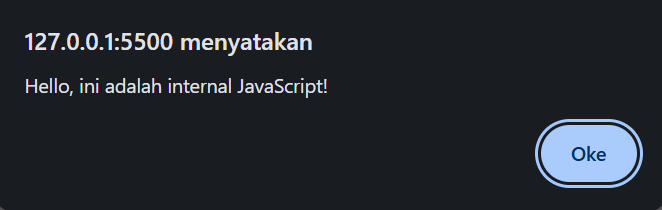 127.0.0.1:5500 menyatakan
Hello, ini adalah internal JavaScript!
Oke